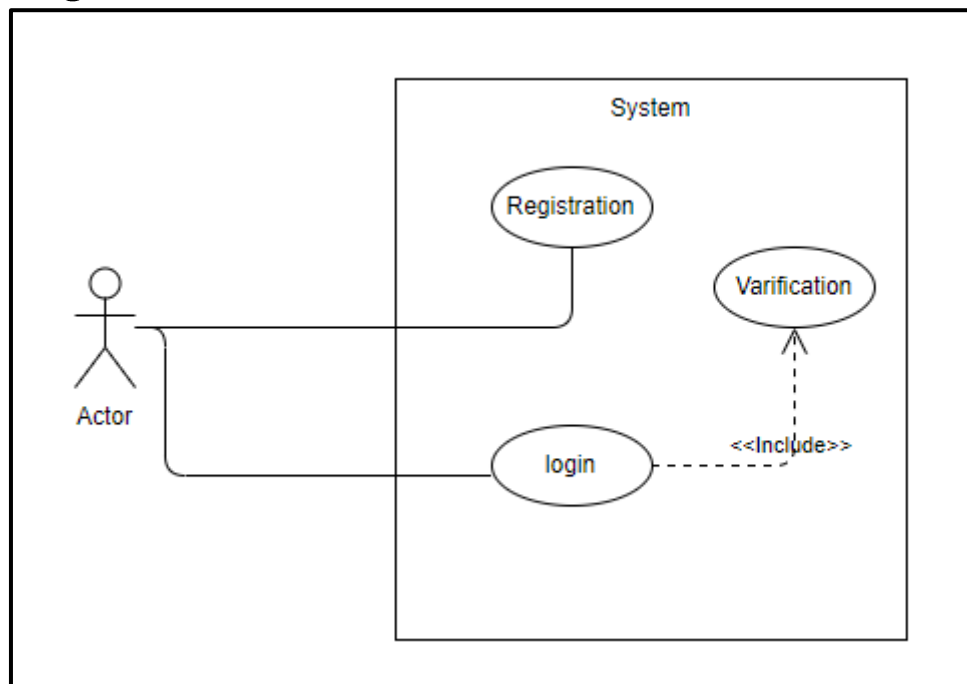 System
Registration
Varification
Actor
<<Include>>
login